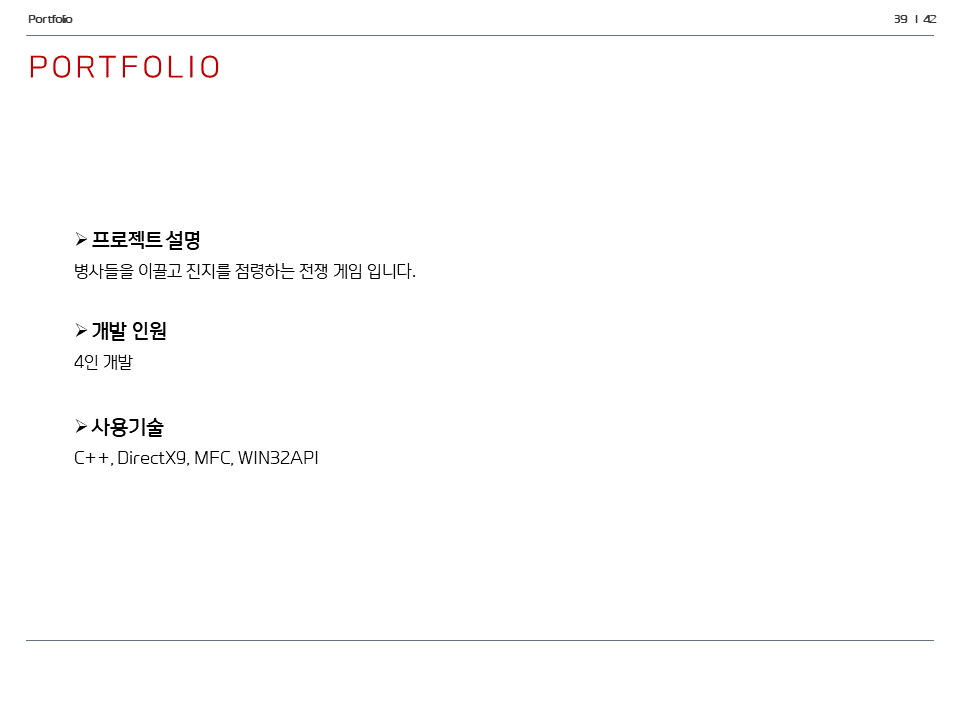 Portfolio
39 | 42
PORTFOLIO
➢ 프로젝트 설명
병사들을 이끌고 진지를 점령하는 전쟁 게임 입니다.
➢ 개발 인원
4인 개발
➢ 사용기술
C++, DirectX9, MFC, WIN32API